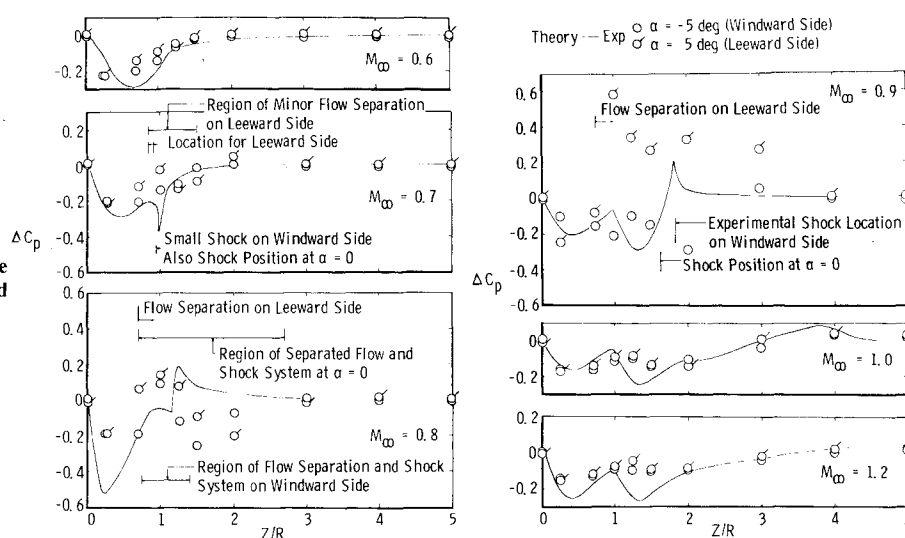 0
-0.2
M∞ = 0.6
Region of Minor Flow Separation
on Leeward Side
Location for Leeward Side
0.2
0
-0.2
-0.4
-0.6
ΔCp
M∞ = 0.7
Small Shock on Windward Side
Also Shock Position at α = 0
e
d
0.6
0.4
0.2
0
-0.2
-0.4
-0.6
Flow Separation on Leeward Side
Region of Separated Flow and
Shock System at α = 0
M∞ = 0.8
Region of Flow Separation and Shock
System on Windward Side
0 1 2 3 4 5
Z/R
Theory — Exp
α = -5 deg (Windward Side)
α = 5 deg (Leeward Side)
0.6
0.4
0.2
0
-0.2
-0.4
-0.6
ΔCp
M∞ = 0.9
Flow Separation on Leeward Side
Experimental Shock Location
on Windward Side
Shock Position at α = 0
0
-0.2
M∞ = 1.0
0.2
0
-0.2
M∞ = 1.2
0 1 2 3 4 5
Z/R